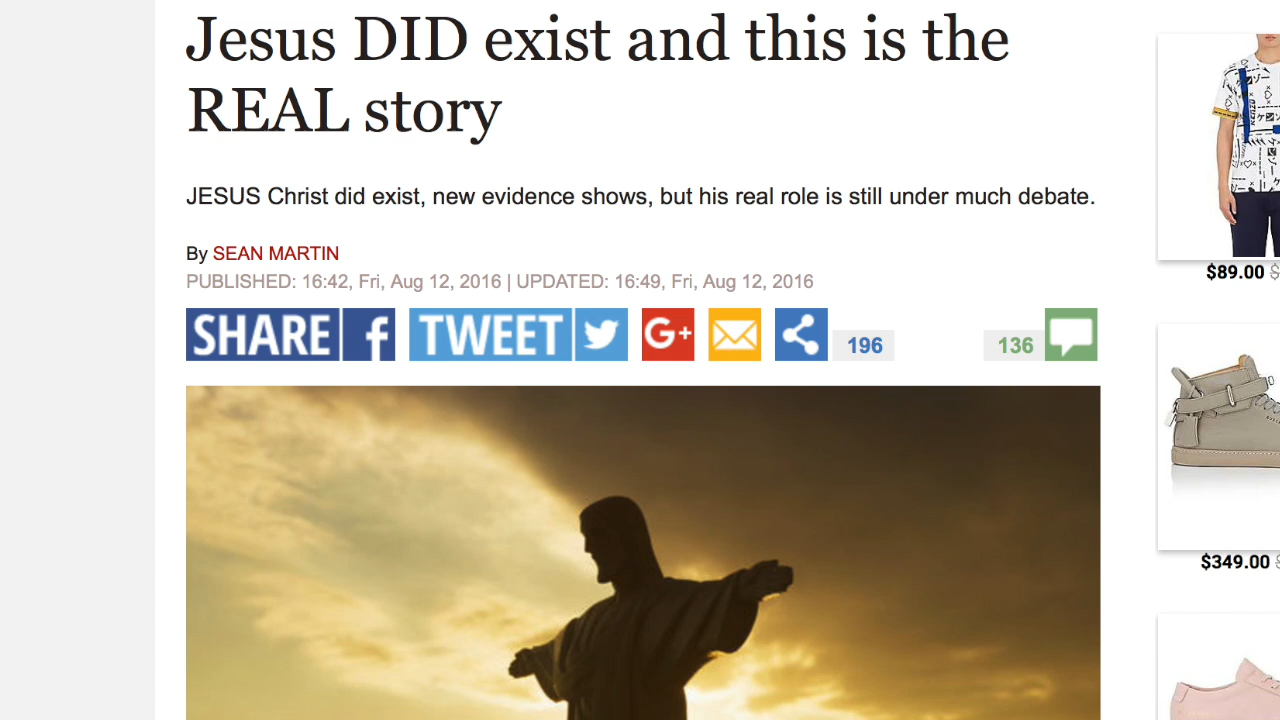 Jesus DID exist and this is the
REAL story
JESUS Christ did exist, new evidence shows, but his real role is still under much debate.
By SEAN MARTIN
PUBLISHED: 16:42, Fri, Aug 12, 2016 | UPDATED: 16:49, Fri, Aug 12, 2016
SHARE f TWEET G+ 196 136
KENZO
$89.00 $
$349.00